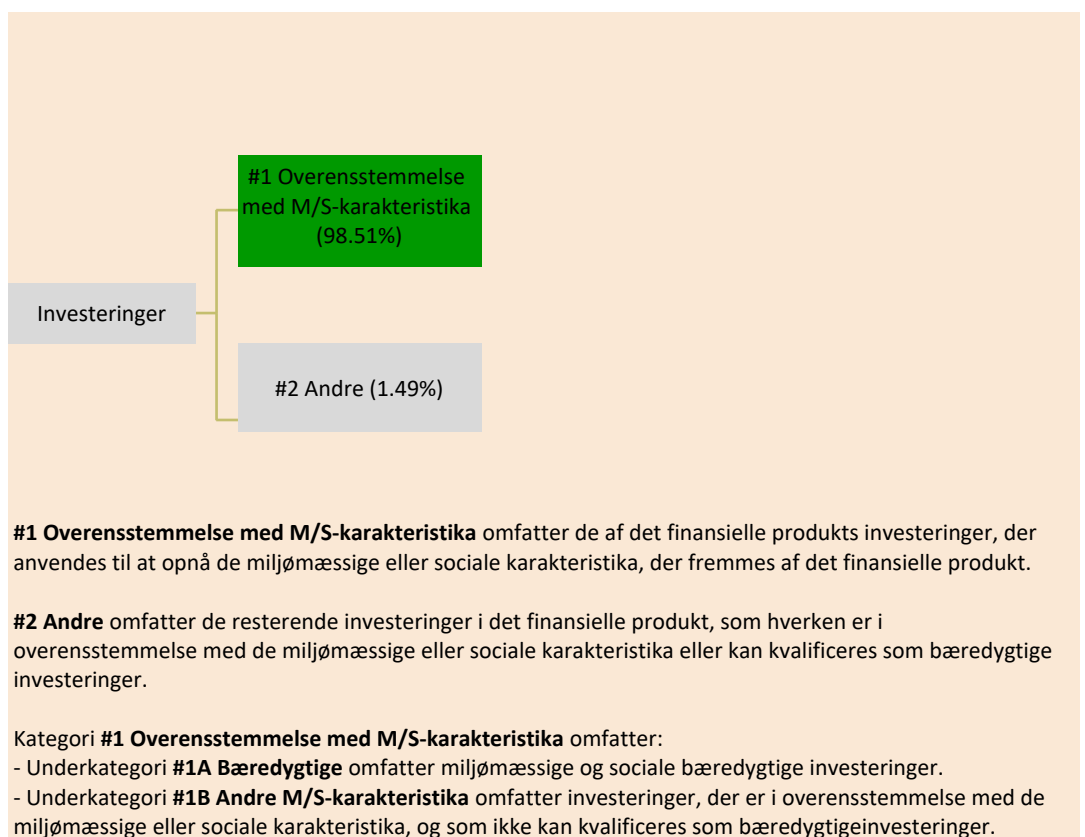 #1 Overensstemmelse
med M/S-karakteristika
(98.51%)
Investeringer
#2 Andre (1.49%)
#1 Overensstemmelse med M/S-karakteristika omfatter de af det finansielle produkts investeringer, der
anvendes til at opnå de miljømæssige eller sociale karakteristika, der fremmes af det finansielle produkt.
#2 Andre omfatter de resterende investeringer i det finansielle produkt, som hverken er i
overensstemmelse med de miljømæssige eller sociale karakteristika eller kan kvalificeres som bæredygtige
investeringer.
Kategori #1 Overensstemmelse med M/S-karakteristika omfatter:
- Underkategori #1A Bæredygtige omfatter miljømæssige og sociale bæredygtige investeringer.
- Underkategori #1B Andre M/S-karakteristika omfatter investeringer, der er i overensstemmelse med de
miljømæssige eller sociale karakteristika, og som ikke kan kvalificeres som bæredygtigeinvesteringer.